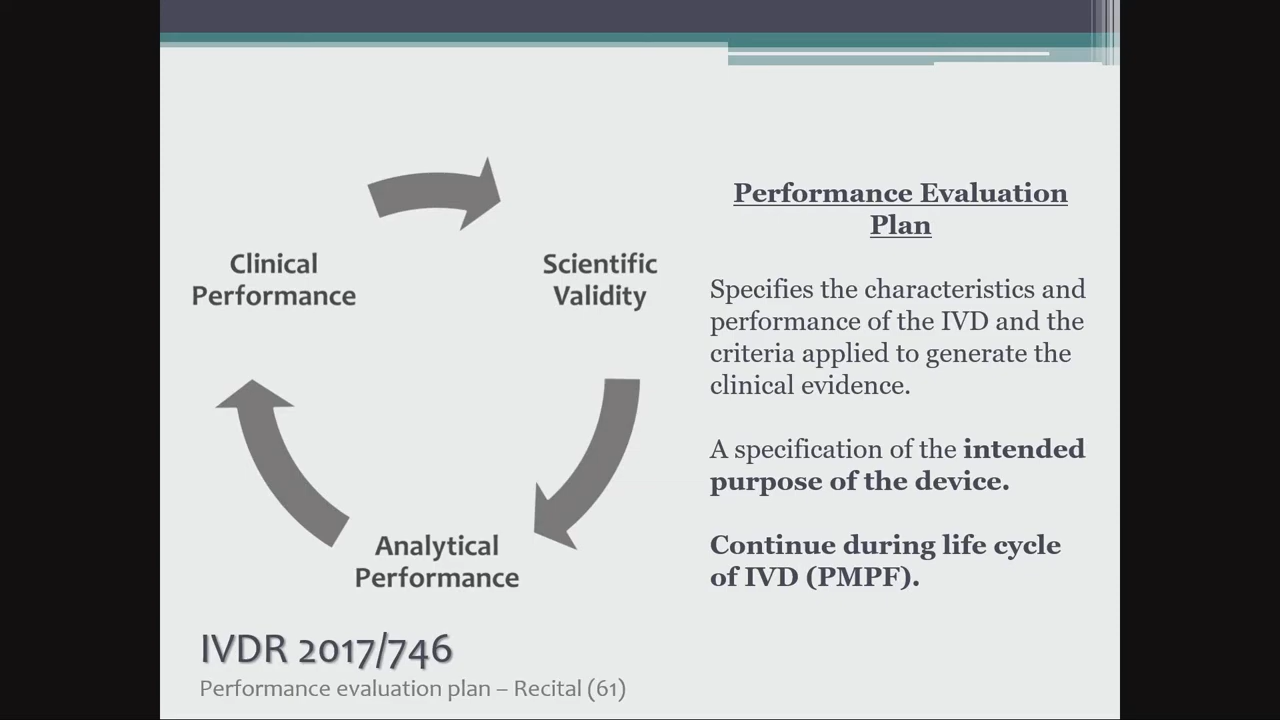 Clinical
Performance
Scientific
Validity
Analytical
Performance
Performance Evaluation
Plan
Specifies the characteristics and
performance of the IVD and the
criteria applied to generate the
clinical evidence.
A specification of the intended
purpose of the device.
Continue during life cycle
of IVD (PMPF).
IVDR 2017/746
Performance evaluation plan – Recital (61)